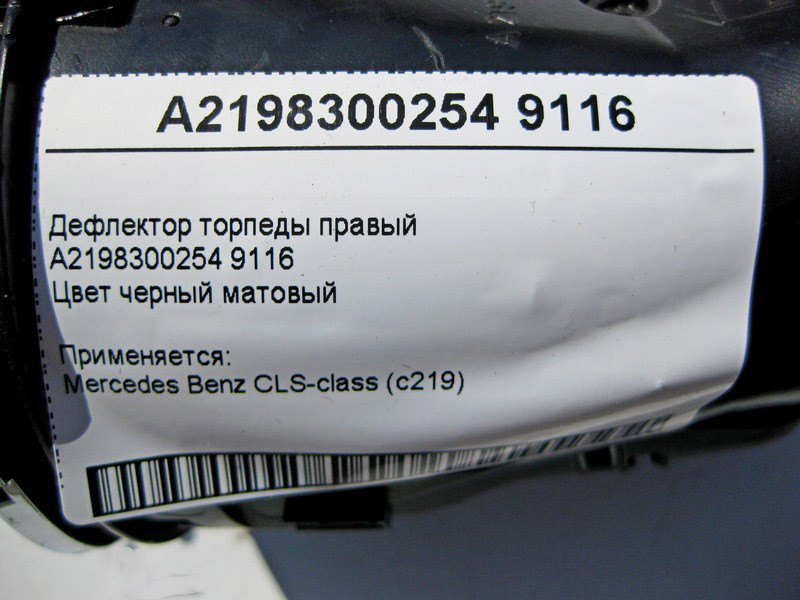 A2198300254 9116
Дефлектор торпеды правый
A2198300254 9116
Цвет черный матовый
Применяется:
Mercedes Benz CLS-class (c219)